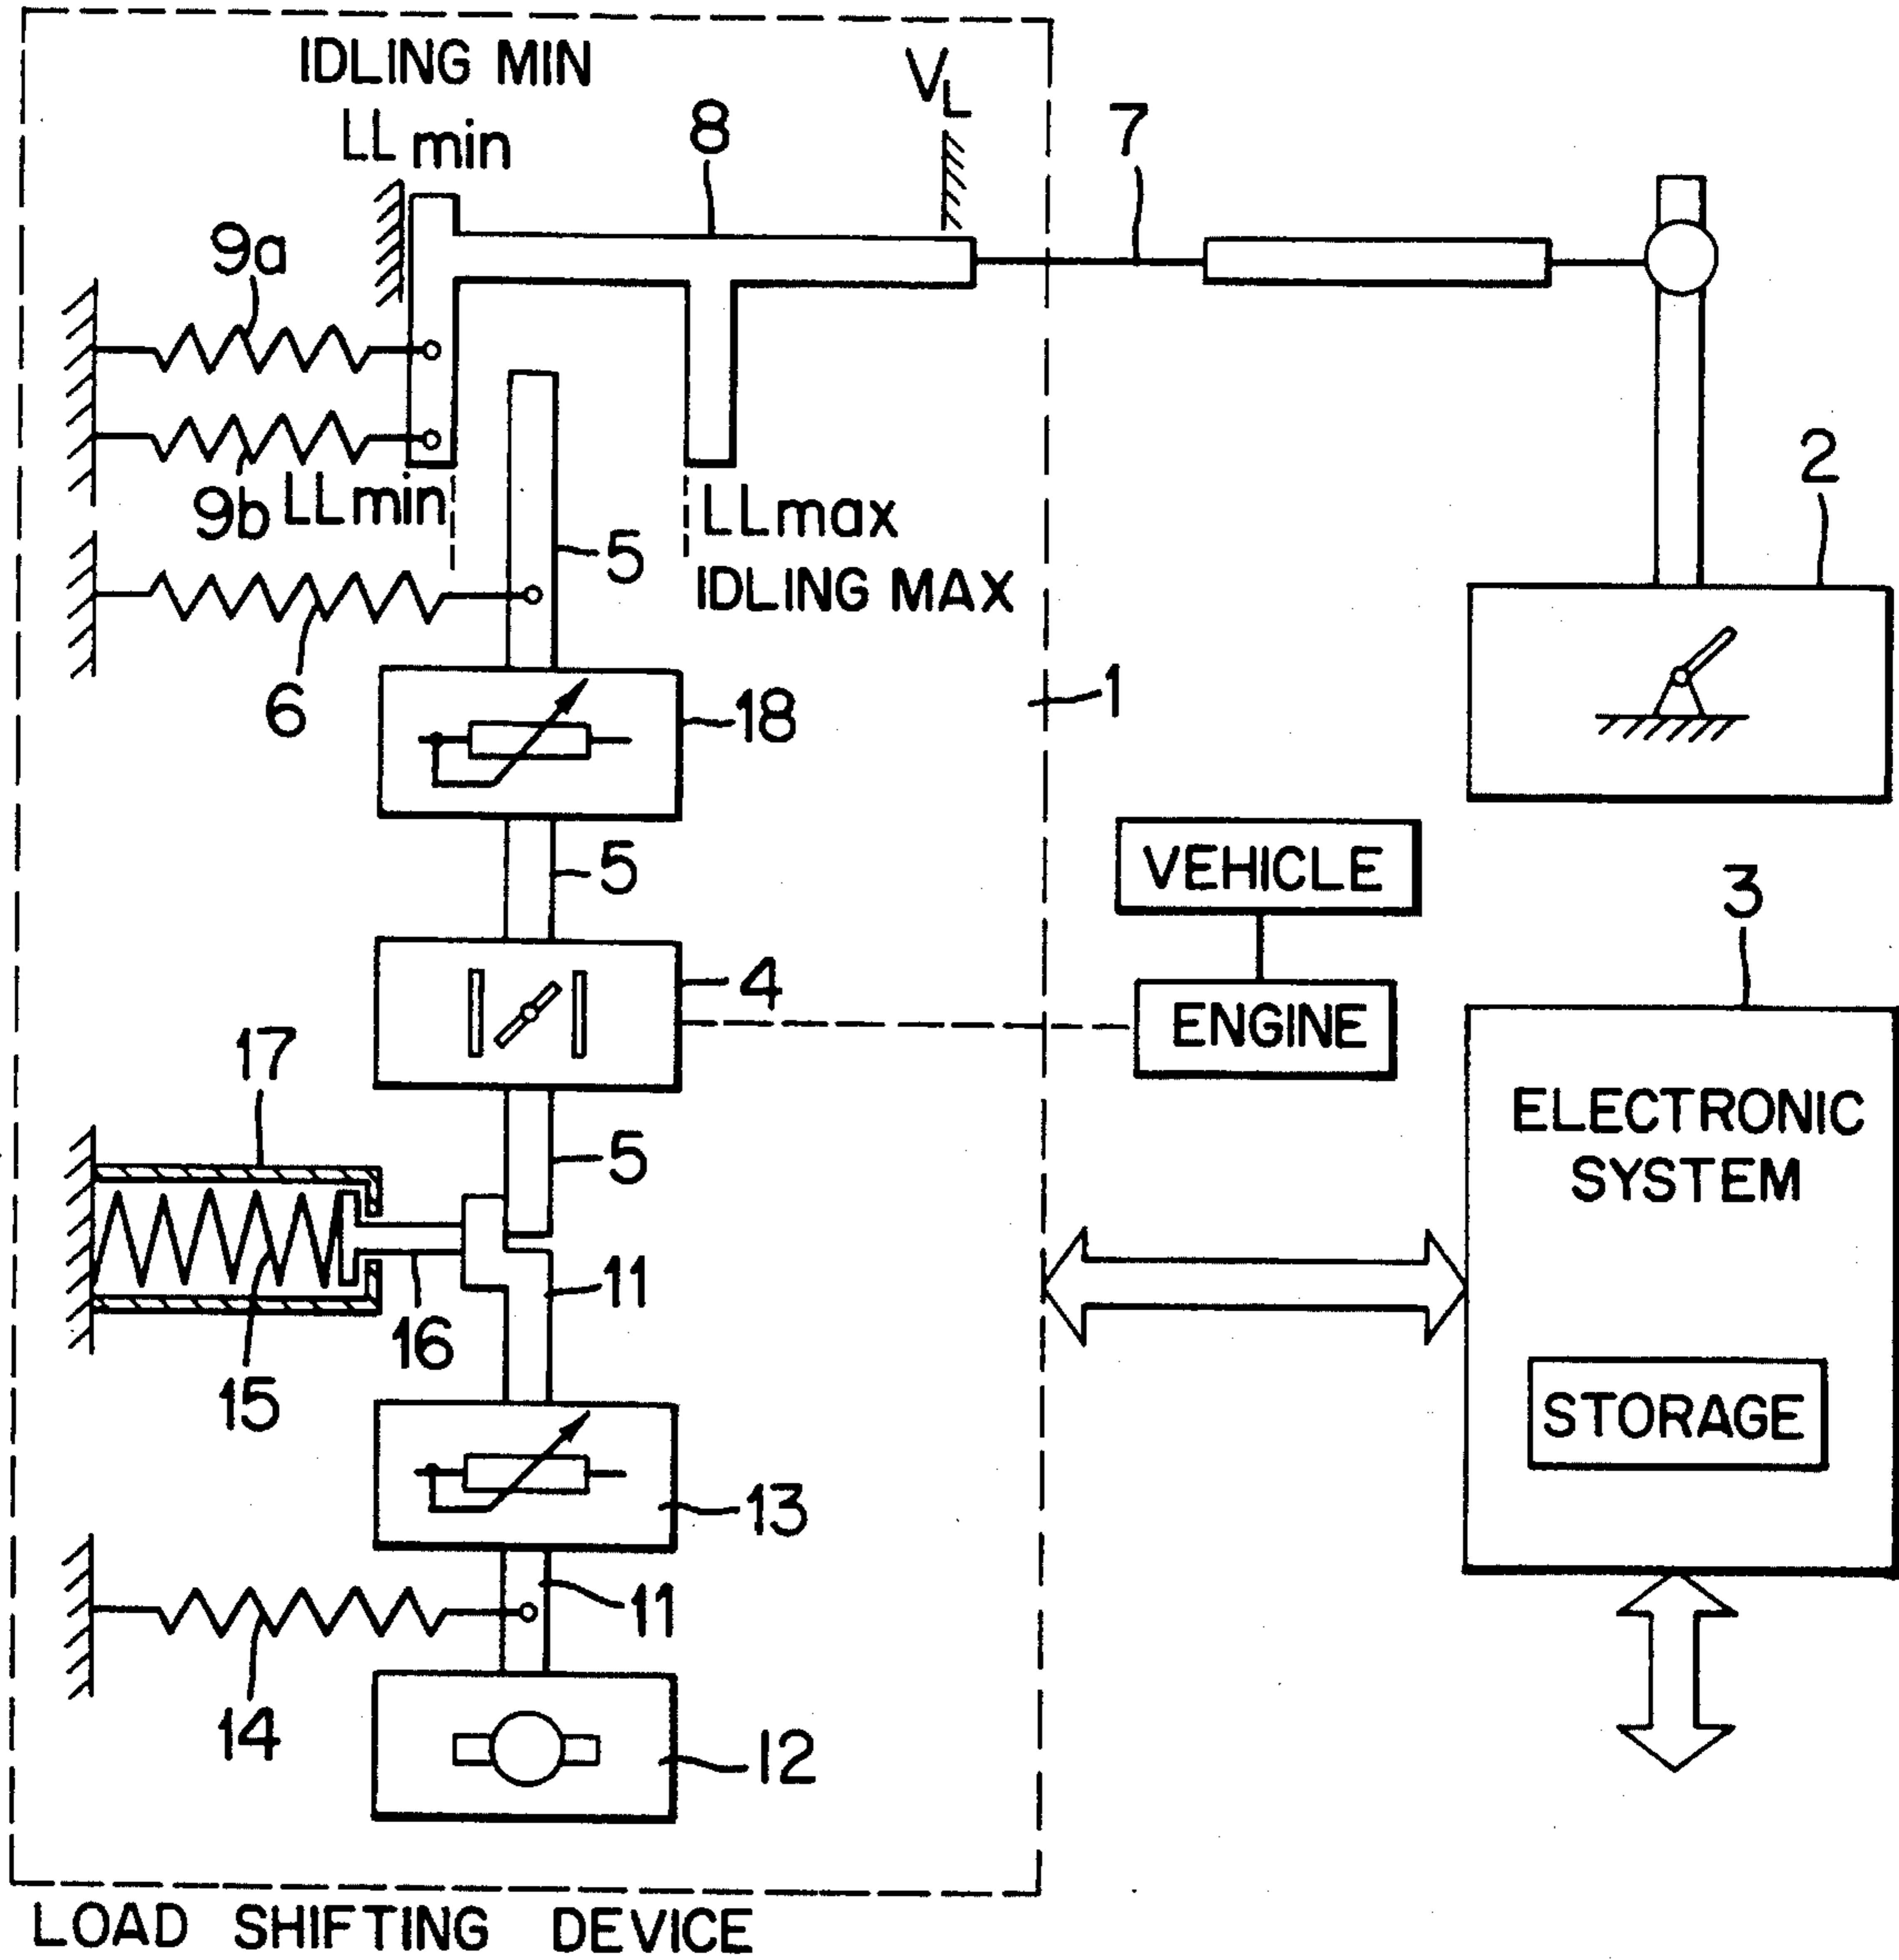 IDLING MIN
LL min
8
VL
7
9a
9b
LLmin
LLmax
IDLING MAX
5
2
6
18
1
5
VEHICLE
3
4
ENGINE
17
ELECTRONIC
SYSTEM
5
11
16
15
STORAGE
13
11
14
12
LOAD SHIFTING DEVICE